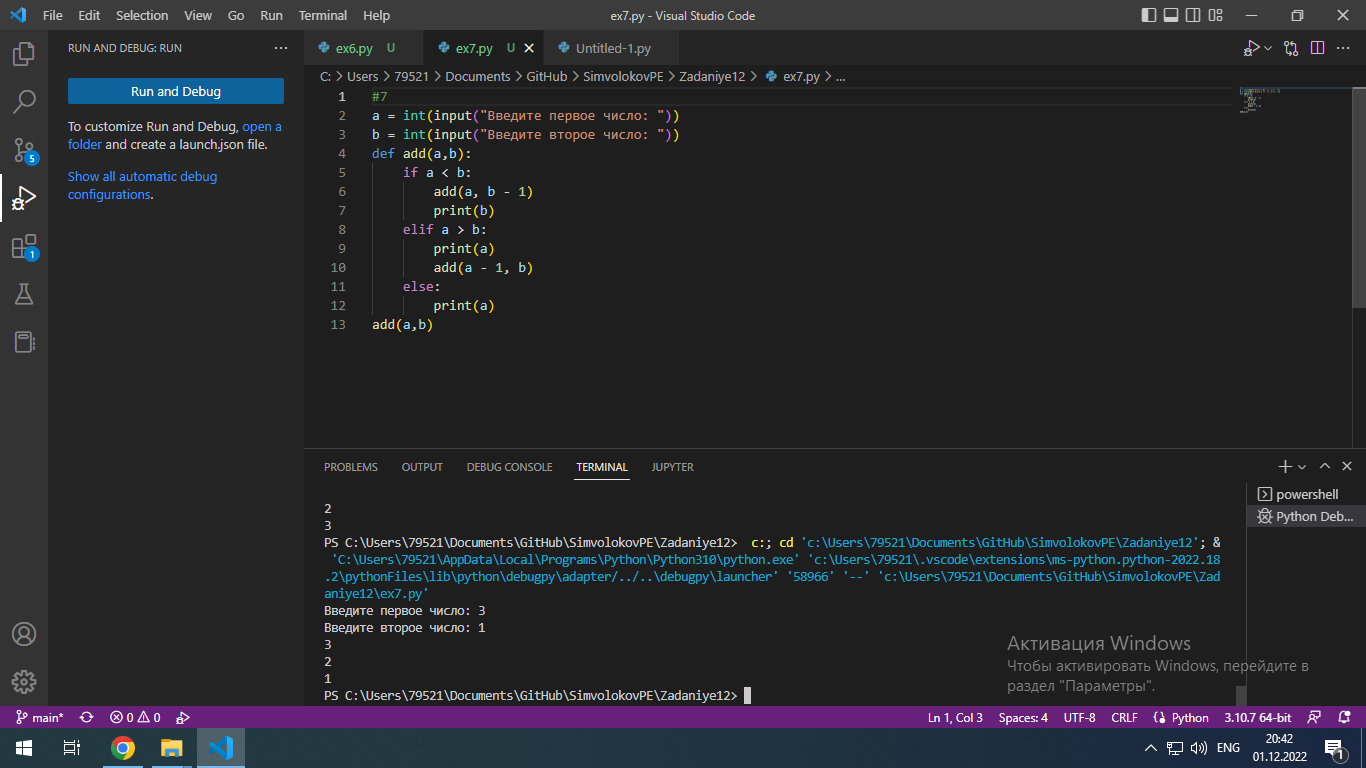 File Edit Selection View Go Run Terminal Help
ex7.py - Visual Studio Code
RUN AND DEBUG: RUN
Run and Debug
To customize Run and Debug, open a
folder and create a launch.json file.
Show all automatic debug
configurations.
5
1
ex6.py U
ex7.py U
Untitled-1.py
C: > Users > 79521 > Documents > GitHub > SimvolokovPE > Zadaniye12 > ex7.py > ...
1 #7
2 a = int(input("Введите первое число: "))
3 b = int(input("Введите второе число: "))
4 def add(a,b):
5     if a < b:
6         add(a, b - 1)
7         print(b)
8     elif a > b:
9         print(a)
10         add(a - 1, b)
11     else:
12         print(a)
13 add(a,b)
PROBLEMS OUTPUT DEBUG CONSOLE TERMINAL JUPYTER
powershell
Python Deb...
2
3
PS C:\Users\79521\Documents\GitHub\SimvolokovPE\Zadaniye12>  c:; cd 'c:\Users\79521\Documents\GitHub\SimvolokovPE\Zadaniye12'; &
 'C:\Users\79521\AppData\Local\Programs\Python\Python310\python.exe' 'c:\Users\79521\.vscode\extensions\ms-python.python-2022.18
.2\pythonFiles\lib\python\debugpy\adapter/../..\debugpy\launcher' '58966' '--' 'c:\Users\79521\Documents\GitHub\SimvolokovPE\Zad
aniye12\ex7.py'
Введите первое число: 3
Введите второе число: 1
3
2
1
PS C:\Users\79521\Documents\GitHub\SimvolokovPE\Zadaniye12>
Активация Windows
Чтобы активировать Windows, перейдите в
раздел "Параметры".
main* 0 0
Ln 1, Col 3 Spaces: 4 UTF-8 CRLF Python 3.10.7 64-bit
ENG
20:42
01.12.2022
1